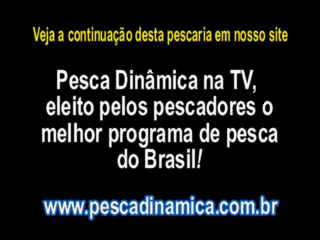 Veja a continuação desta pescaria em nosso site
Pesca Dinâmica na TV,
eleito pelos pescadores o
melhor programa de pesca
do Brasil!
www.pescadinamica.com.br